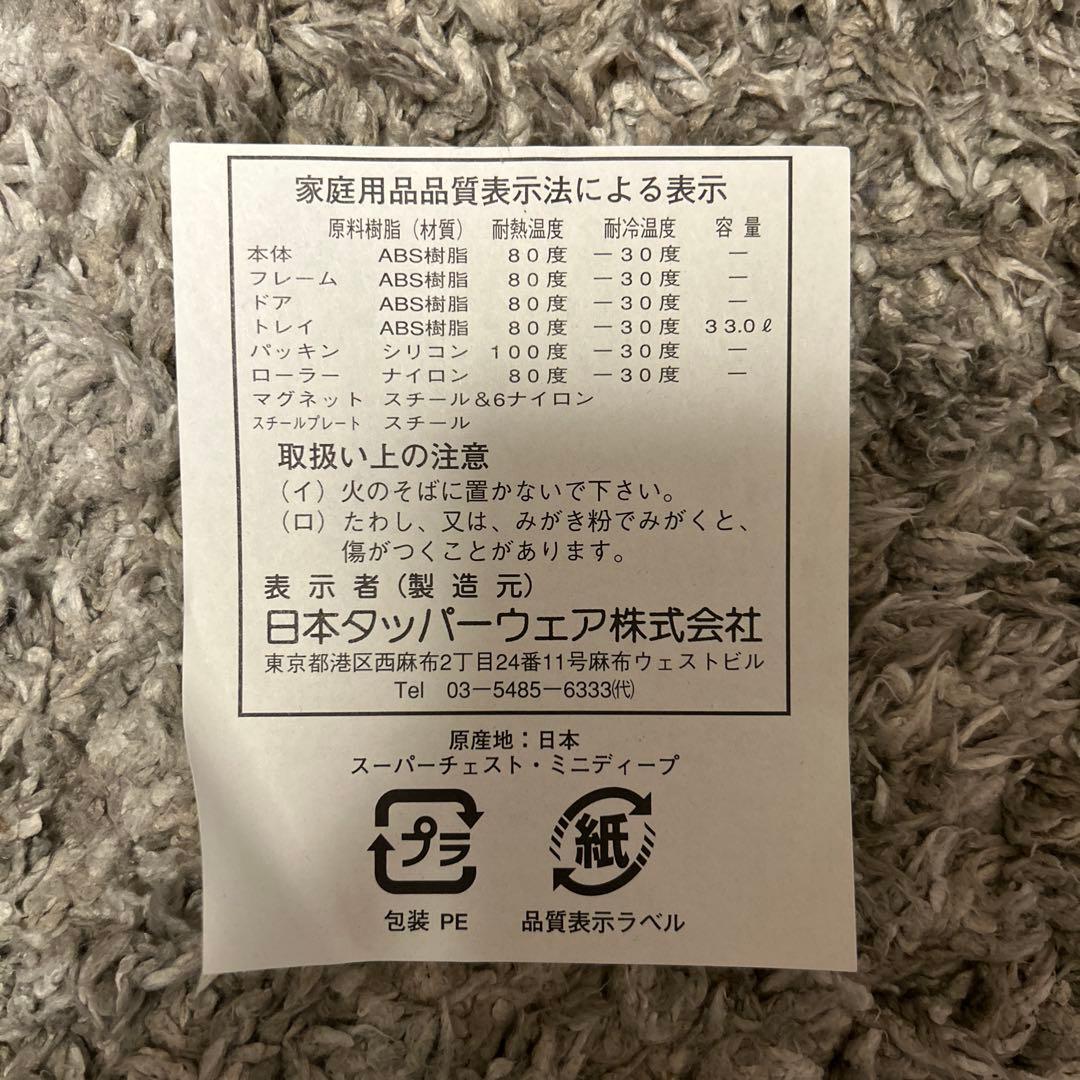 家庭用品品質表示法による表示
原料樹脂（材質） 耐熱温度 耐冷温度 容量
本体 ABS樹脂 80度 －30度 －
フレーム ABS樹脂 80度 －30度 －
ドア ABS樹脂 80度 －30度 －
トレイ ABS樹脂 80度 －30度 33.0ℓ
パッキン シリコン 100度 －30度 －
ローラー ナイロン 80度 －30度 －
マグネット スチール＆6ナイロン
スチールプレート スチール
取扱い上の注意
（イ）火のそばに置かないで下さい。
（ロ）たわし、又は、みがき粉でみがくと、
傷がつくことがあります。
表示者（製造元）
日本タッパーウェア株式会社
東京都港区西麻布2丁目24番11号麻布ウェストビル
Tel 03－5485－6333㈹
原産地：日本
スーパーチェスト・ミニディープ
プラ 紙
包装 PE 品質表示ラベル